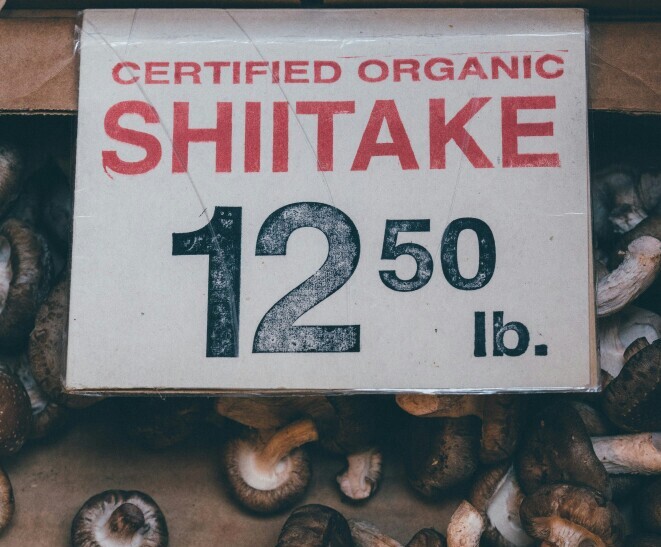 CERTIFIED ORGANIC
SHIITAKE
12 50
lb.